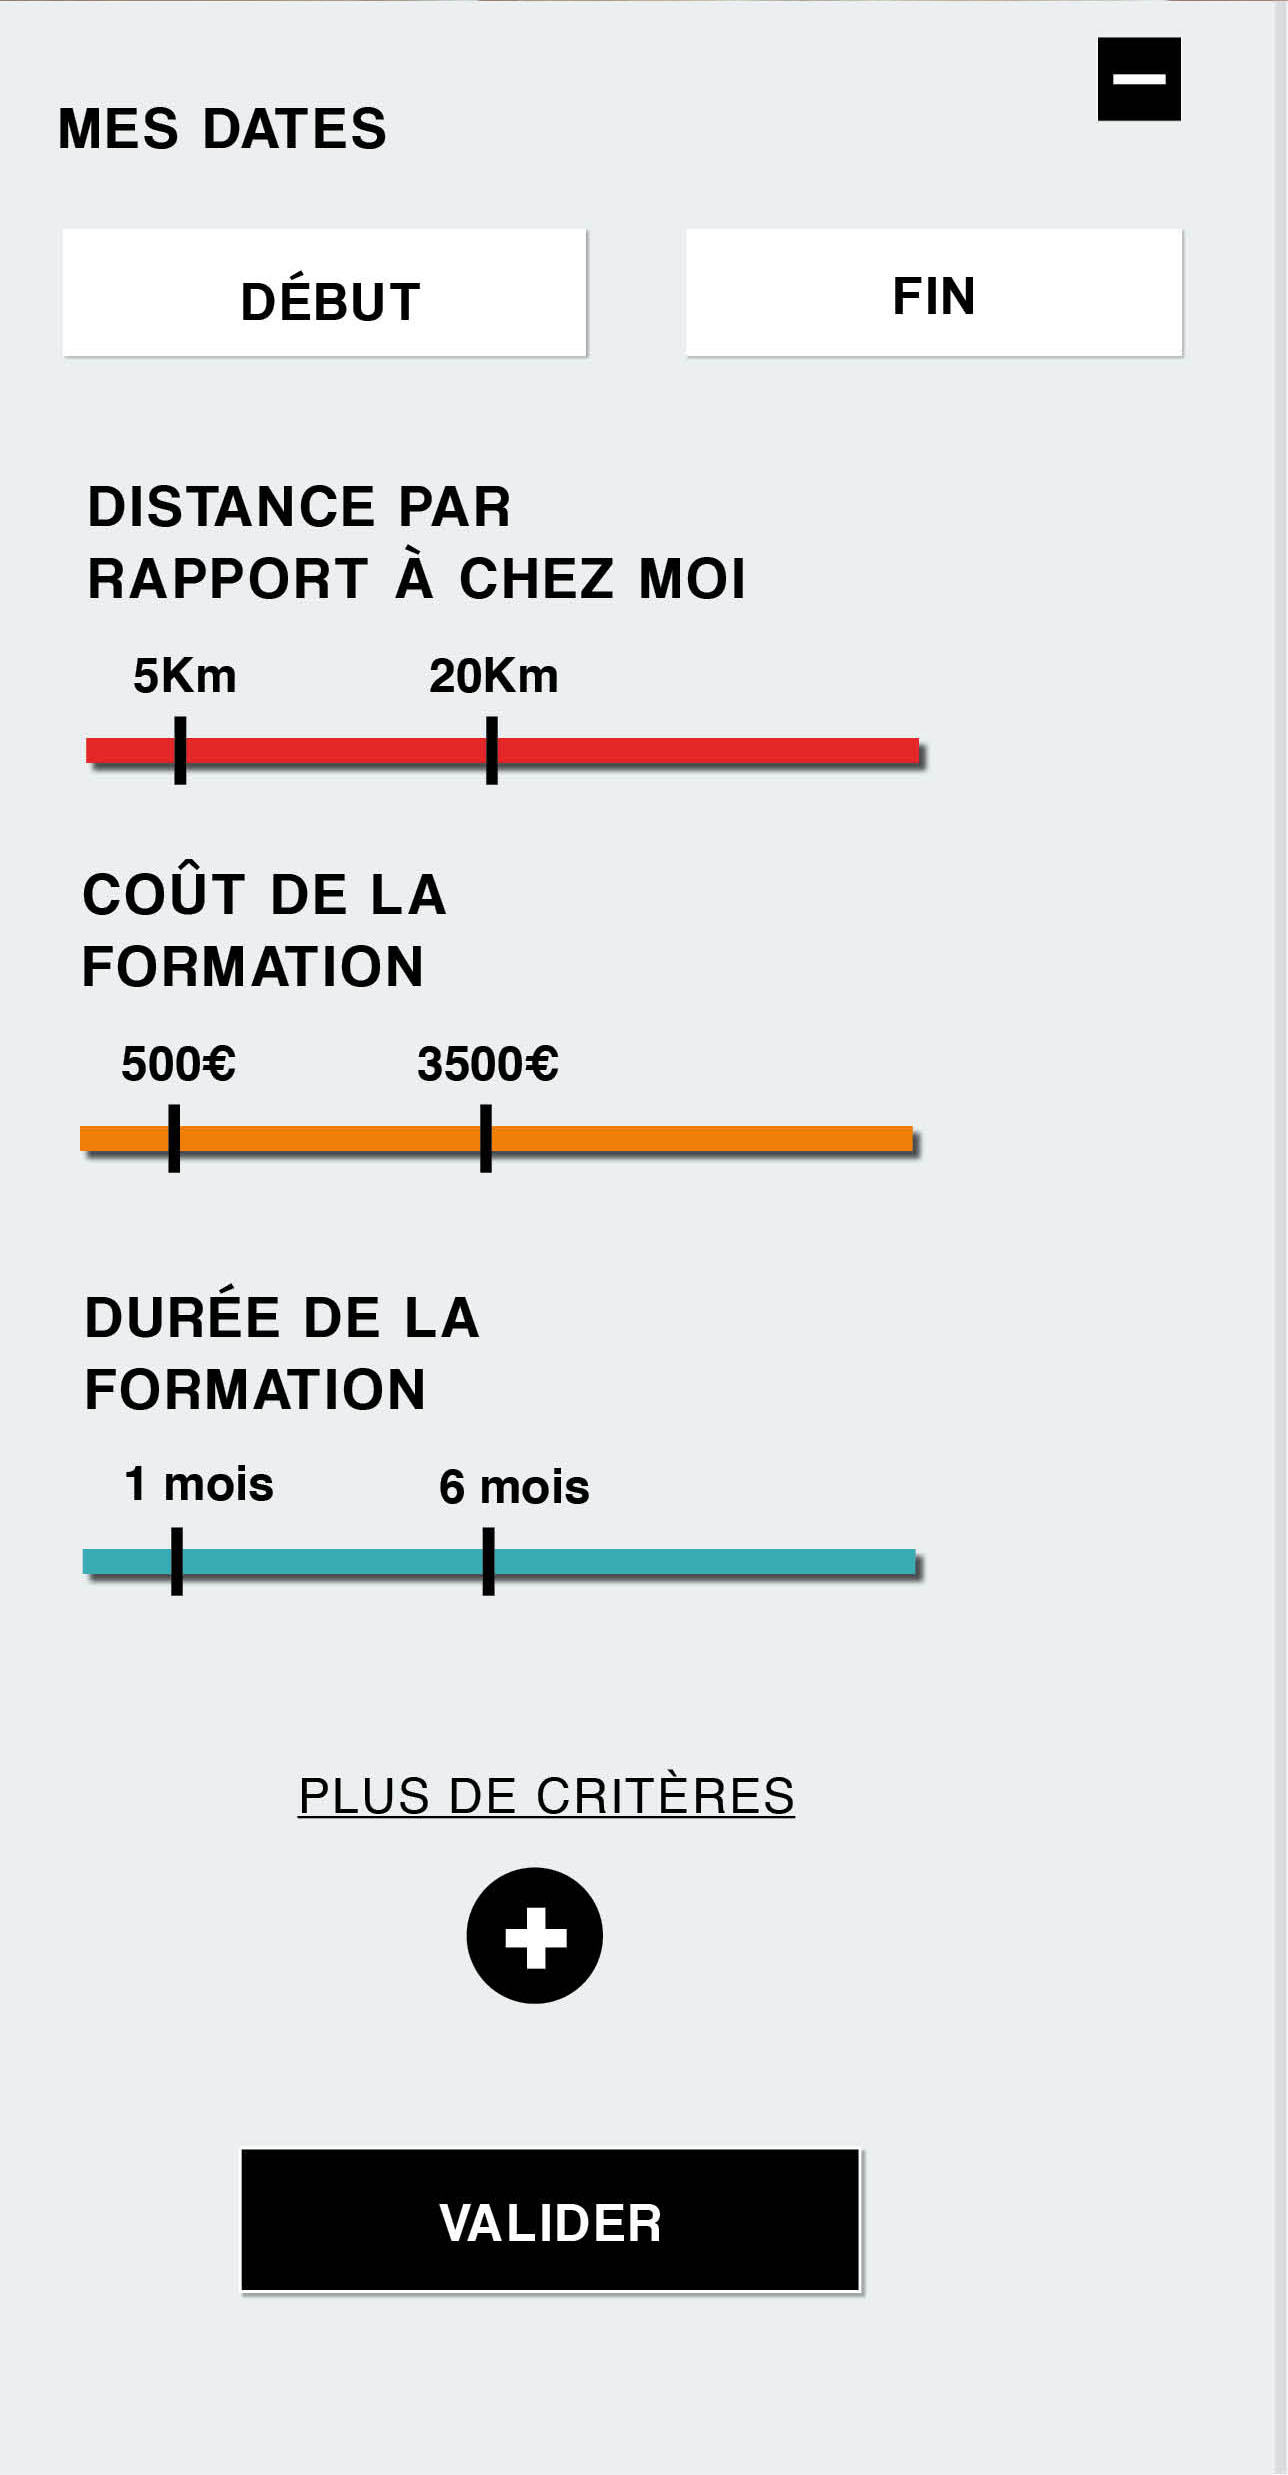 MES DATES
DÉBUT
FIN
DISTANCE PAR
RAPPORT À CHEZ MOI
5Km 20Km
COÛT DE LA
FORMATION
500€ 3500€
DURÉE DE LA
FORMATION
1 mois 6 mois
PLUS DE CRITÈRES
VALIDER